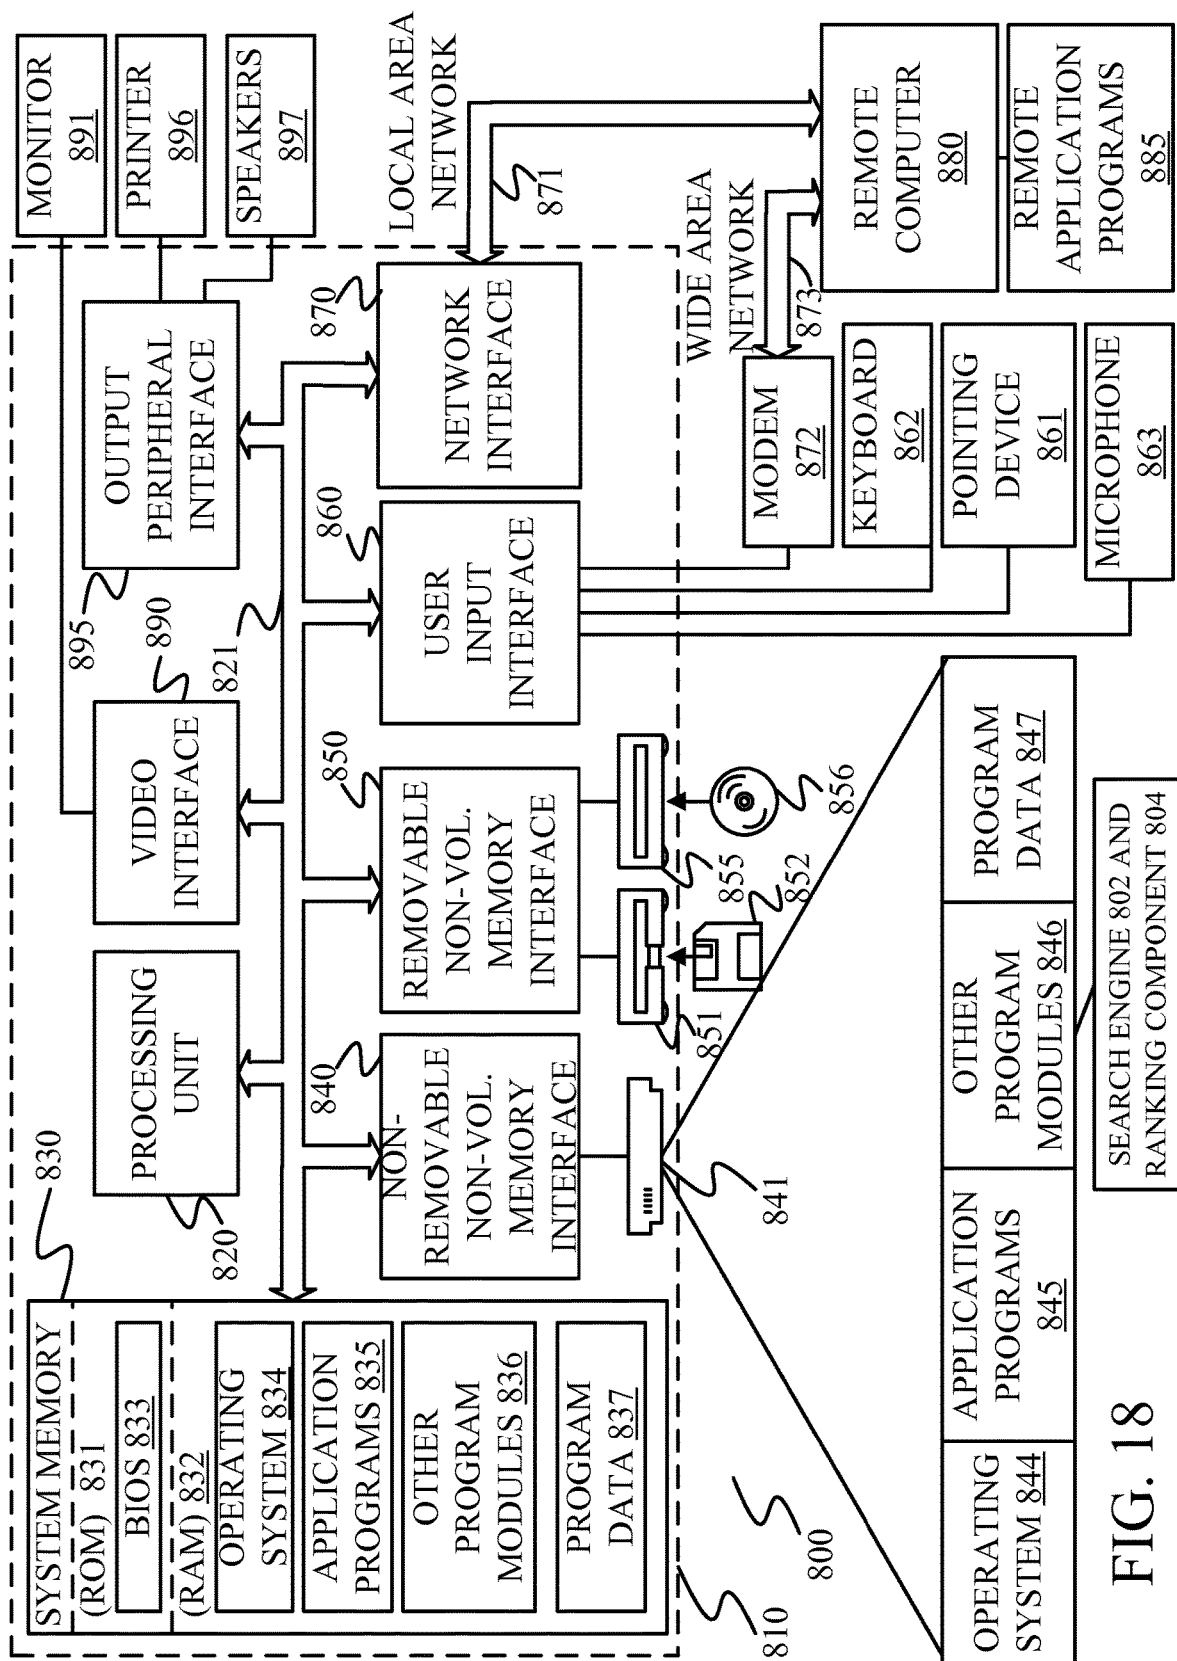 SYSTEM MEMORY
(ROM) 831
BIOS 833
(RAM) 832
OPERATING
SYSTEM 834
APPLICATION
PROGRAMS 835
OTHER
PROGRAM
MODULES 836
PROGRAM
DATA 837
830
810
800
PROCESSING
UNIT
820
VIDEO
INTERFACE
890
821
OUTPUT
PERIPHERAL
INTERFACE
895
MONITOR
891
PRINTER
896
SPEAKERS
897
NON-
REMOVABLE
NON-VOL.
MEMORY
INTERFACE
840
REMOVABLE
NON-VOL.
MEMORY
INTERFACE
850
USER
INPUT
INTERFACE
860
NETWORK
INTERFACE
870
LOCAL AREA
NETWORK
871
841
851
852
855
856
WIDE AREA
NETWORK
873
MODEM
872
KEYBOARD
862
POINTING
DEVICE
861
MICROPHONE
863
REMOTE
COMPUTER
880
REMOTE
APPLICATION
PROGRAMS
885
OPERATING
SYSTEM 844
APPLICATION
PROGRAMS
845
OTHER
PROGRAM
MODULES 846
PROGRAM
DATA 847
SEARCH ENGINE 802 AND
RANKING COMPONENT 804
FIG. 18